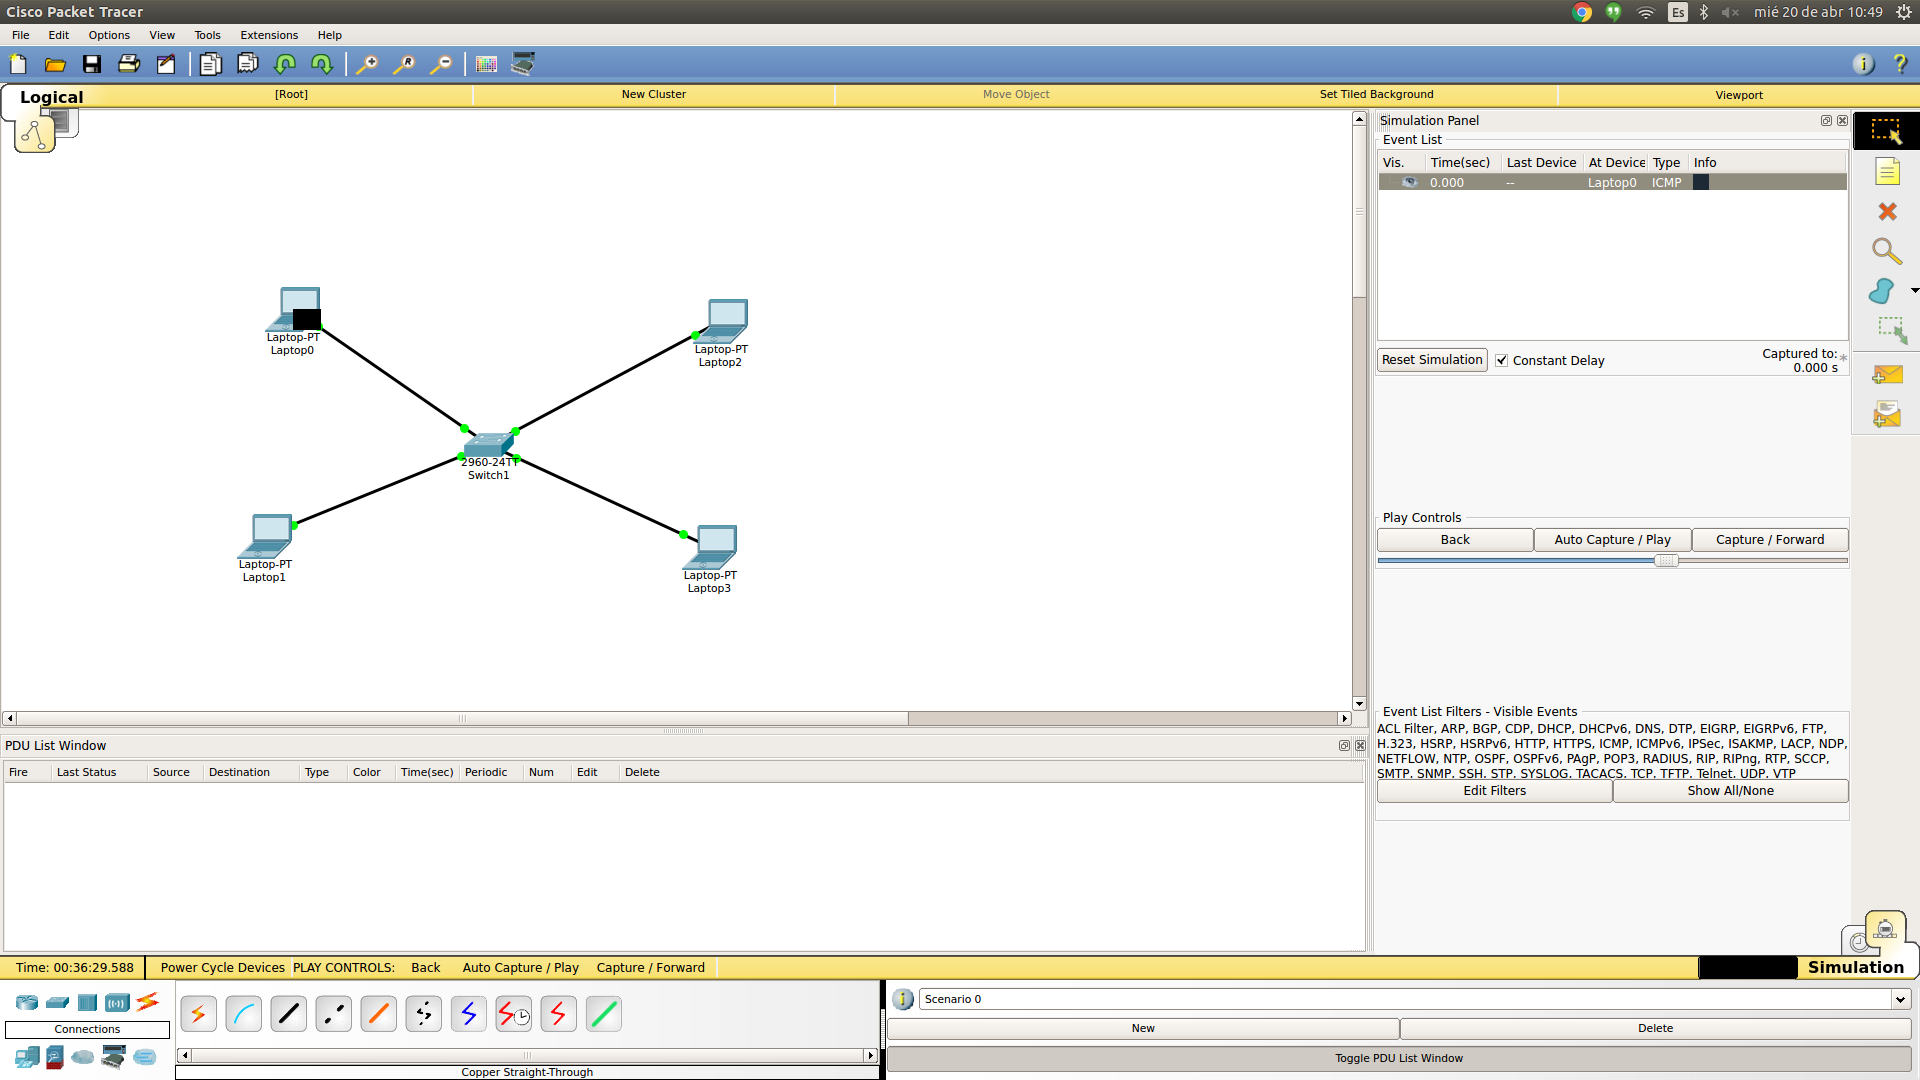 Cisco Packet Tracer
Es
mié 20 de abr 10:49
File Edit Options View Tools Extensions Help
Logical
[Root]
New Cluster
Move Object
Set Tiled Background
Viewport
Simulation Panel
Event List
Vis. Time(sec) Last Device At Device Type Info
0.000 -- Laptop0 ICMP
Reset Simulation
Constant Delay
Captured to:
0.000 s
*
Laptop-PT
Laptop0
Laptop-PT
Laptop2
2960-24TT
Switch1
Laptop-PT
Laptop1
Laptop-PT
Laptop3
Play Controls
Back
Auto Capture / Play
Capture / Forward
Event List Filters - Visible Events
ACL Filter, ARP, BGP, CDP, DHCP, DHCPv6, DNS, DTP, EIGRP, EIGRPv6, FTP,
H.323, HSRP, HSRPv6, HTTP, HTTPS, ICMP, ICMPv6, IPSec, ISAKMP, LACP, NDP,
NETFLOW, NTP, OSPF, OSPFv6, PAgP, POP3, RADIUS, RIP, RIPng, RTP, SCCP,
SMTP, SNMP, SSH, STP, SYSLOG, TACACS, TCP, TFTP, Telnet, UDP, VTP
Edit Filters
Show All/None
PDU List Window
Fire Last Status Source Destination Type Color Time(sec) Periodic Num Edit Delete
Time: 00:36:29.588 Power Cycle Devices PLAY CONTROLS: Back Auto Capture / Play Capture / Forward
Simulation
Connections
Copper Straight-Through
Scenario 0
New
Delete
Toggle PDU List Window